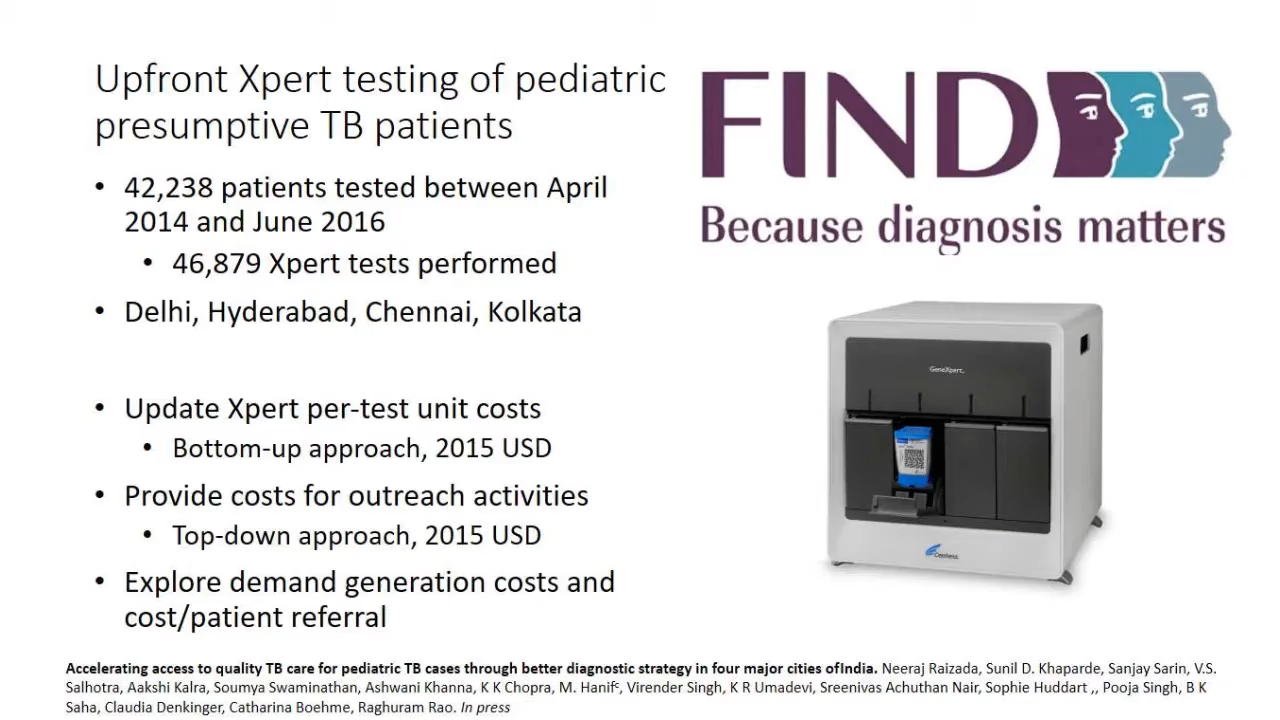 Upfront Xpert testing of pediatric
presumptive TB patients
• 42,238 patients tested between April
2014 and June 2016
• 46,879 Xpert tests performed
• Delhi, Hyderabad, Chennai, Kolkata
• Update Xpert per-test unit costs
• Bottom-up approach, 2015 USD
• Provide costs for outreach activities
• Top-down approach, 2015 USD
• Explore demand generation costs and
cost/patient referral
FIND
Because diagnosis matters
GeneXpert.
Cepheid.
Accelerating access to quality TB care for pediatric TB cases through better diagnostic strategy in four major cities ofIndia. Neeraj Raizada, Sunil D. Khaparde, Sanjay Sarin, V.S.
Salhotra, Aakshi Kalra, Soumya Swaminathan, Ashwani Khanna, K K Chopra, M. Hanifᶜ, Virender Singh, K R Umadevi, Sreenivas Achuthan Nair, Sophie Huddart ,, Pooja Singh, B K
Saha, Claudia Denkinger, Catharina Boehme, Raghuram Rao. In press